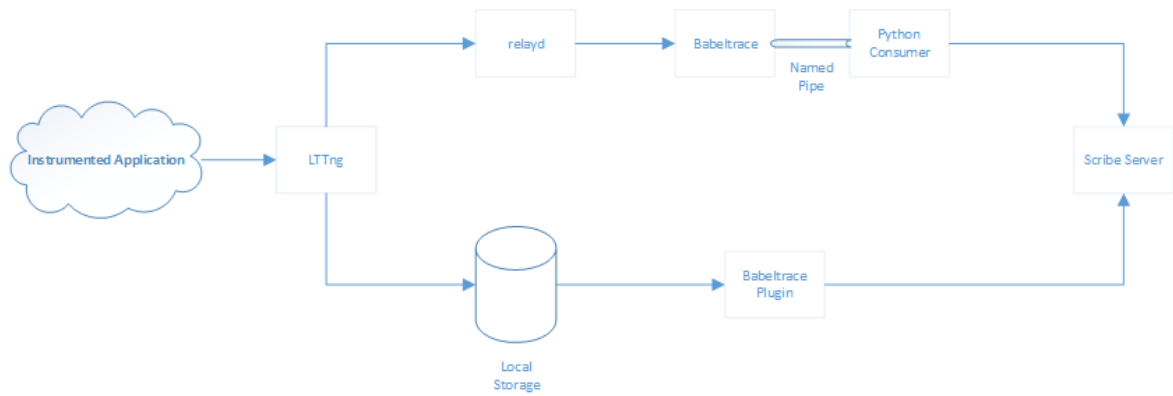 relayd
Babeltrace
Python
Consumer
Named
Pipe
Instrumented Application
LTTng
Scribe Server
Babeltrace
Plugin
Local
Storage